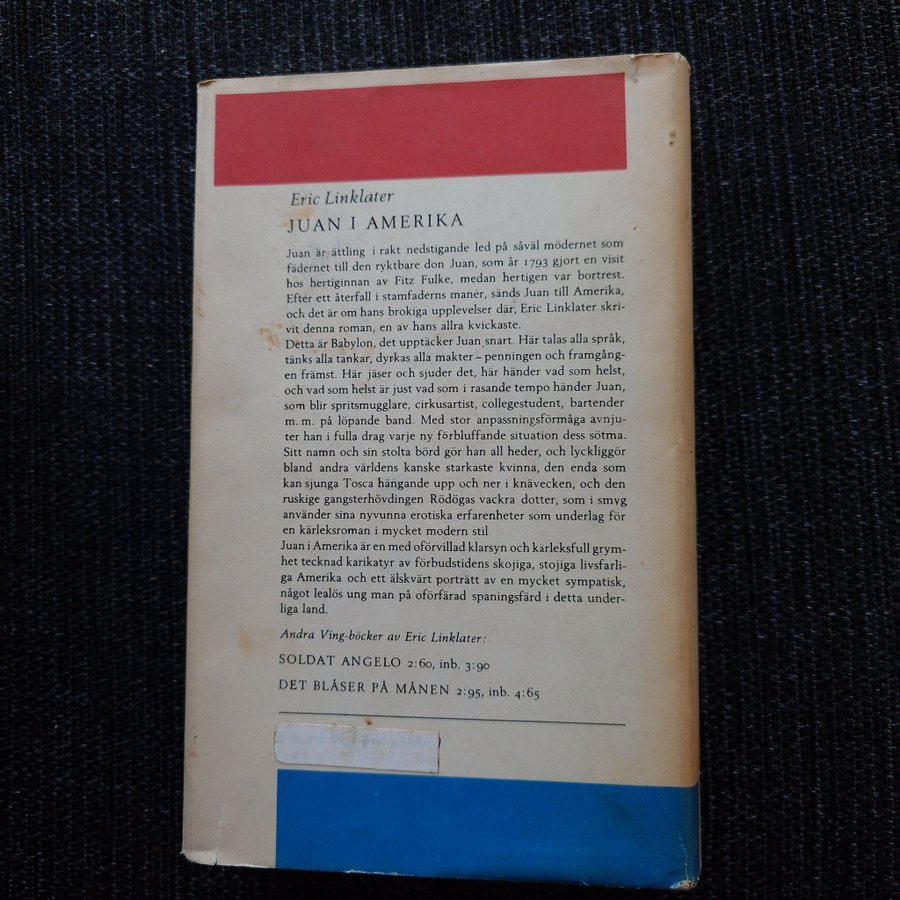 Eric Linklater
JUAN I AMERIKA
Juan är ättling i rakt nedstigande led på såväl mödernet som
fädernet till den ryktbare don Juan, som år 1793 gjort en visit
hos hertiginnan av Fitz Fulke, medan hertigen var bortrest.
Efter ett återfall i stamfaderns manér, sänds Juan till Amerika,
och det är om hans brokiga upplevelser där, Eric Linklater skri-
vit denna roman, en av hans allra kvickaste.
Detta är Babylon, det upptäcker Juan snart. Här talas alla språk,
tänks alla tankar, dyrkas alla makter – penningen och framgång-
en främst. Här jäser och sjuder det, här händer vad som helst,
och vad som helst är just vad som i rasande tempo händer Juan,
som blir spritsmugglare, cirkusartist, collegestudent, bartender
m. m. på löpande band. Med stor anpassningsförmåga avnju-
ter han i fulla drag varje ny förbluffande situation dess sötma.
Sitt namn och sin stolta börd gör han all heder, och lyckliggör
bland andra världens kanske starkaste kvinna, den enda som
kan sjunga Tosca hängande upp och ner i knävecken, och den
ruskige gangsterhövdingen Rödögas vackra dotter, som i smyg
använder sina nyvunna erotiska erfarenheter som underlag för
en kärleksroman i mycket modern stil.
Juan i Amerika är en med oförvillad klarsyn och kärleksfull grym-
het tecknad karikatyr av förbudstidens skojiga, stojiga livsfarli-
ga Amerika och ett älskvärt porträtt av en mycket sympatisk,
något lealös ung man på oförfärad spaningsfärd i detta under-
liga land.
Andra Ving-böcker av Eric Linklater:
SOLDAT ANGELO 2:60, inb. 3:90
DET BLÅSER PÅ MÅNEN 2:95, inb. 4:65